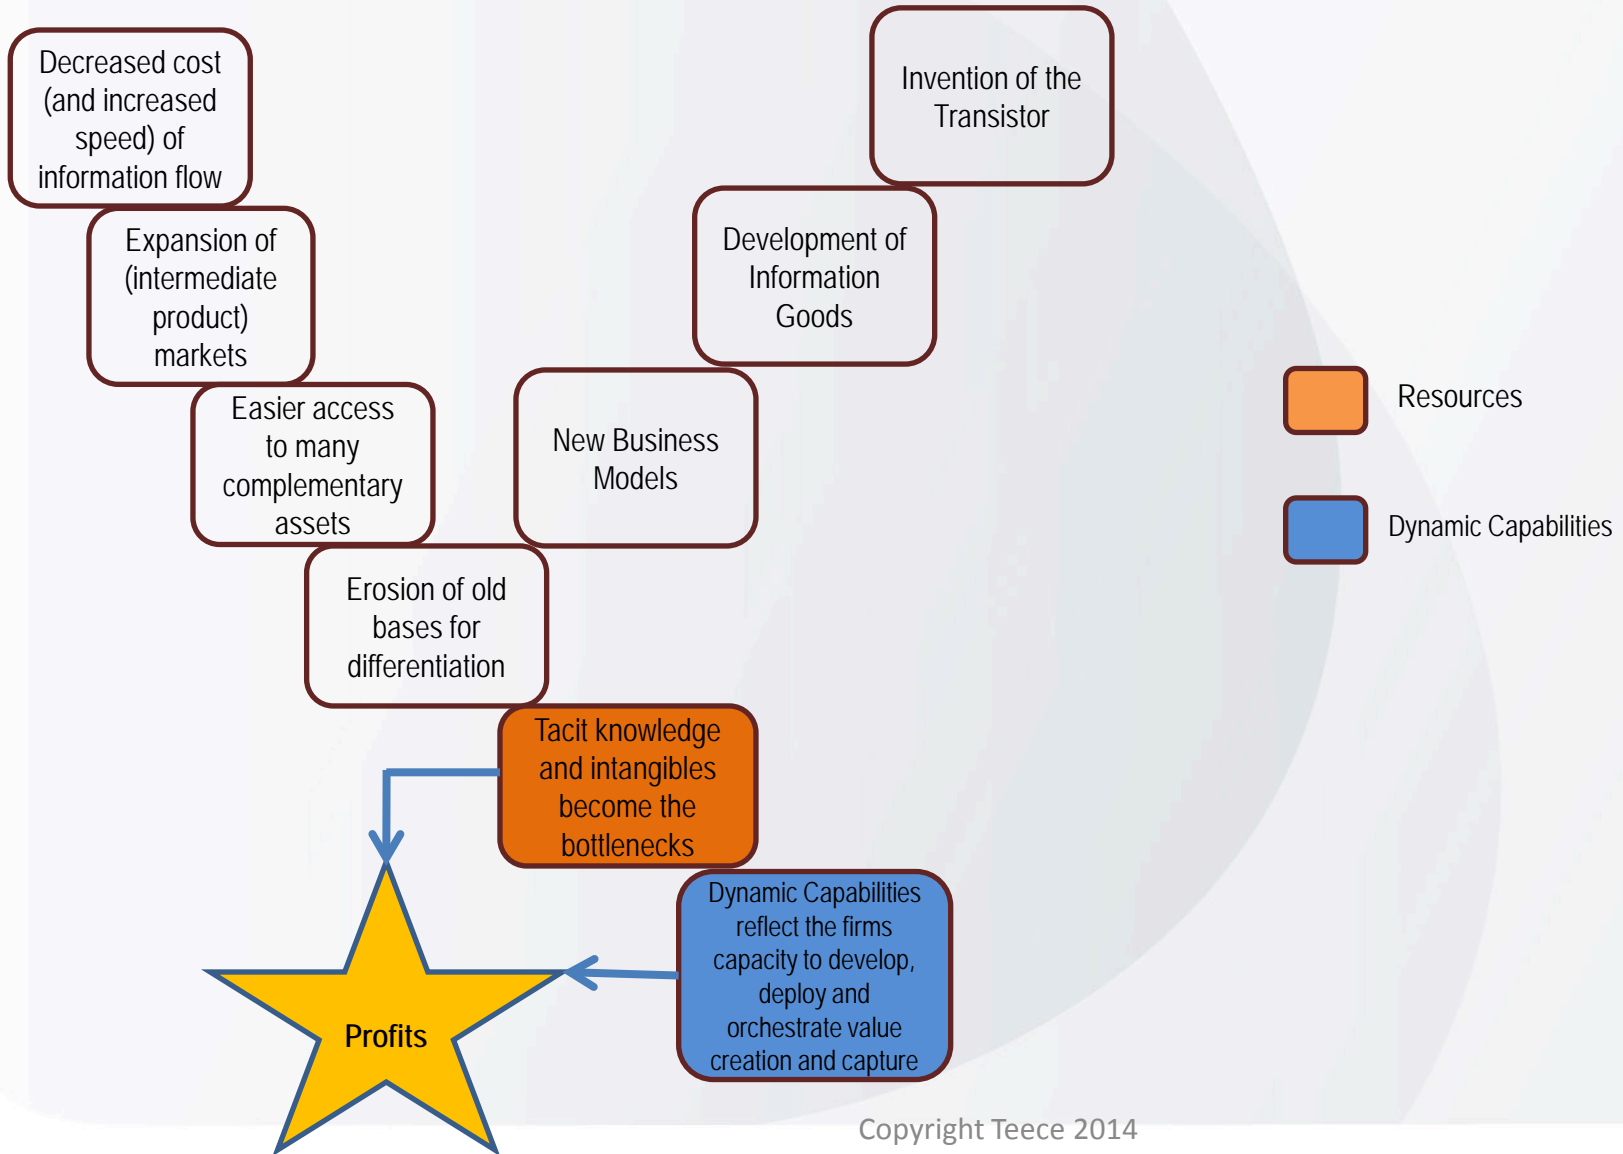 Decreased cost
(and increased
speed) of
information flow
Expansion of
(intermediate
product)
markets
Easier access
to many
complementary
assets
Erosion of old
bases for
differentiation
Invention of the
Transistor
Development of
Information
Goods
New Business
Models
Tacit knowledge
and intangibles
become the
bottlenecks
Dynamic Capabilities
reflect the firms
capacity to develop,
deploy and
orchestrate value
creation and capture
Profits
Resources
Dynamic Capabilities
Copyright Teece 2014